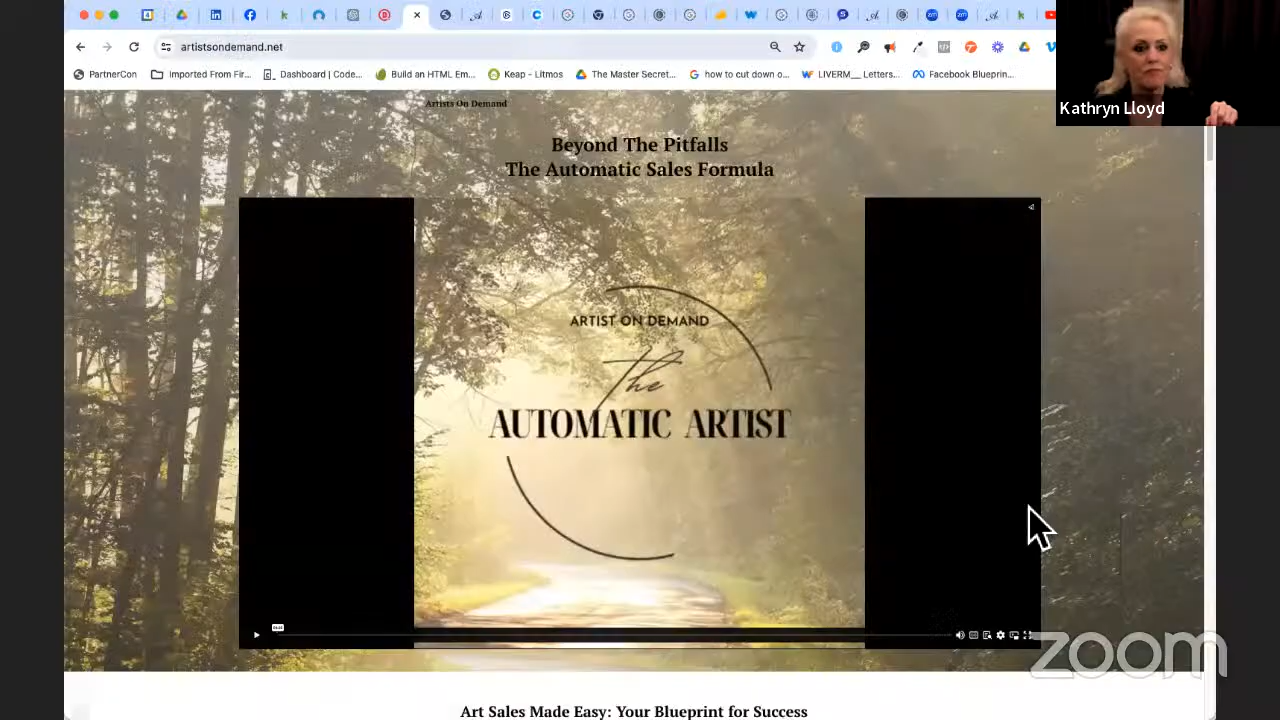 artistsondemand.net
PartnerCon
Imported From Fir...
Dashboard | Code...
Build an HTML Em...
Keap - Litmos
The Master Secret...
how to cut down o...
LIVERM__ Letters...
Facebook Blueprin...
Kathryn Lloyd
Artists On Demand
Beyond The Pitfalls
The Automatic Sales Formula
ARTIST ON DEMAND
The
AUTOMATIC ARTIST
zoom
Art Sales Made Easy: Your Blueprint for Success